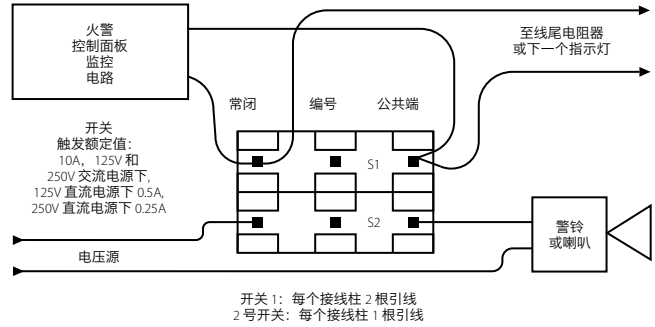 火警
控制面板
监控
电路
至线尾电阻器
或下一个指示灯
常闭
编号
公共端
开关
触发额定值：
10A，125V 和
250V 交流电源下,
125V 直流电源下 0.5A,
250V 直流电源下 0.25A
S1
S2
电压源
警铃
或喇叭
开关 1：每个接线柱 2 根引线
2 号开关：每个接线柱 1 根引线